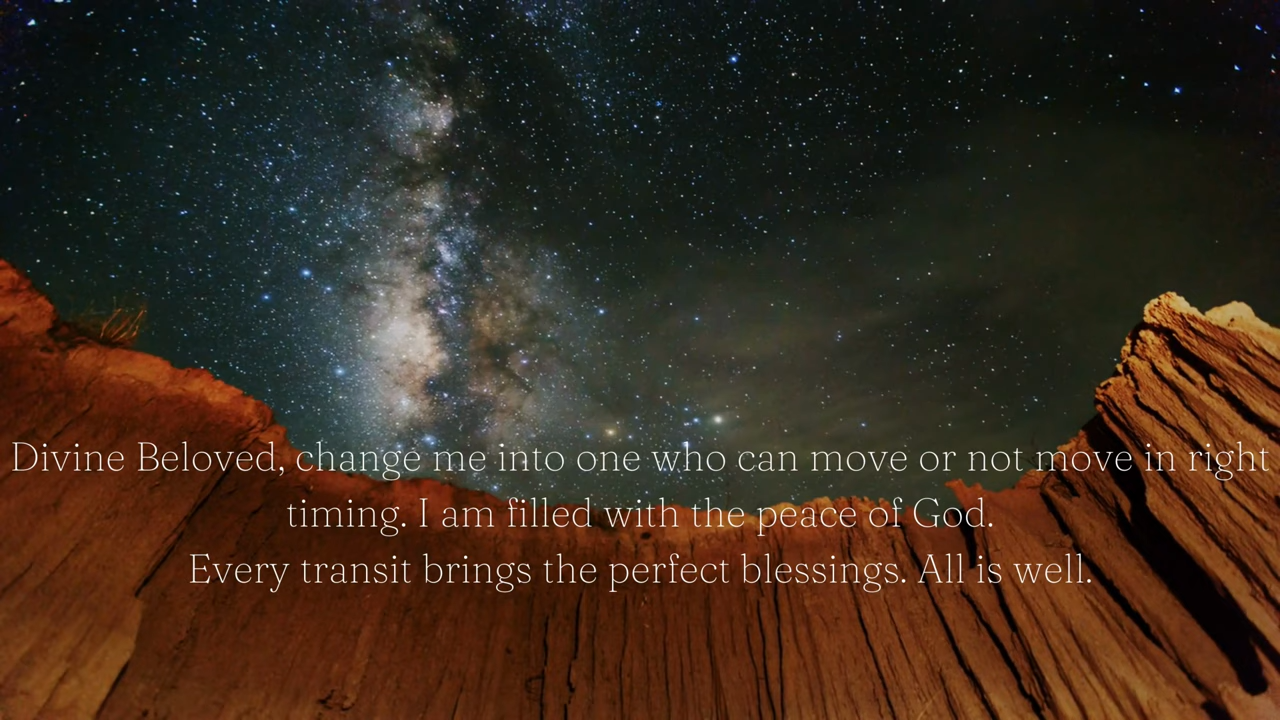 Divine Beloved, change me into one who can move or not move in right
timing. I am filled with the peace of God.
Every transit brings the perfect blessings. All is well.